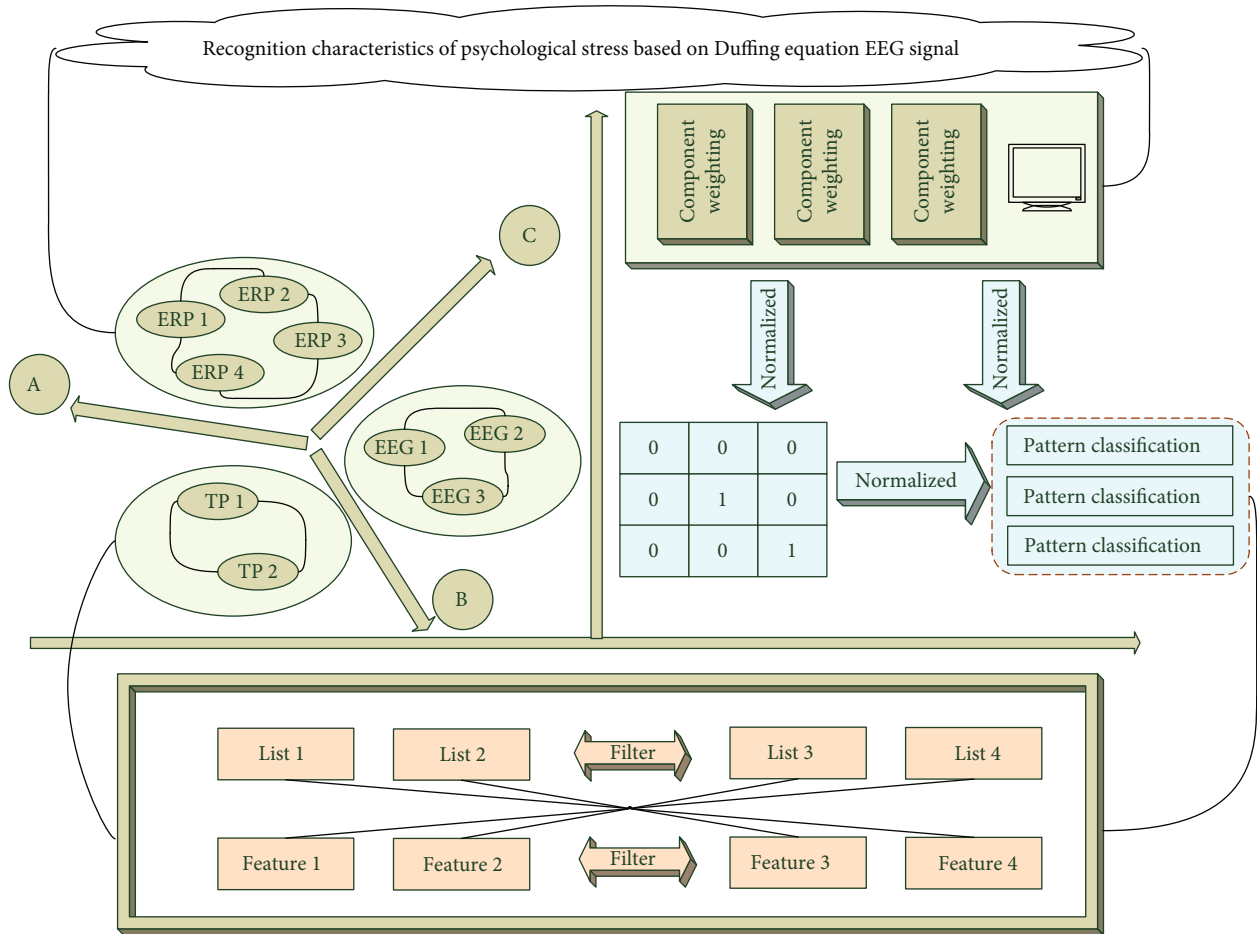 Recognition characteristics of psychological stress based on Duffing equation EEG signal
Component
weighting
Component
weighting
Component
weighting
C
ERP 1
ERP 2
ERP 3
ERP 4
A
EEG 1
EEG 2
EEG 3
TP 1
TP 2
B
Normalized
Normalized
0 0 0
0 1 0
0 0 1
Normalized
Pattern classification
Pattern classification
Pattern classification
List 1
List 2
Filter
List 3
List 4
Feature 1
Feature 2
Filter
Feature 3
Feature 4